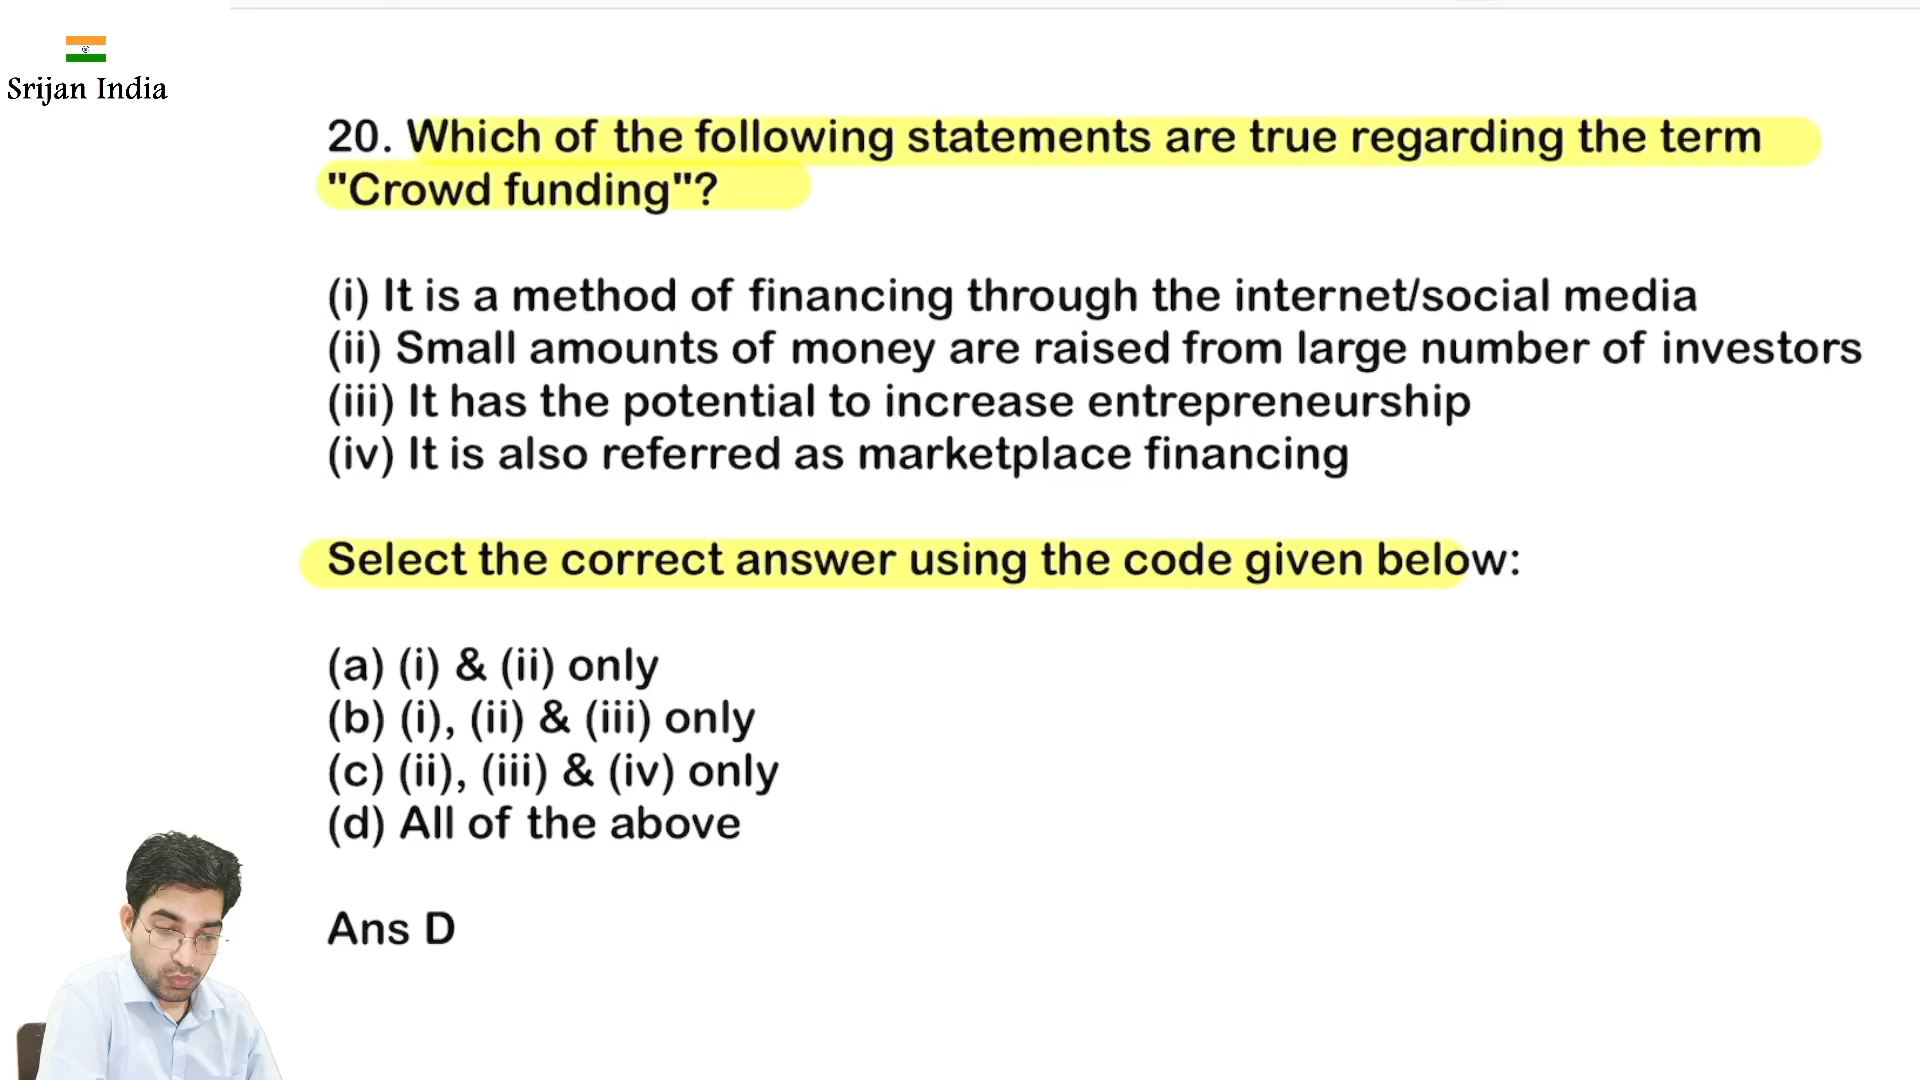 Srijan India
20. Which of the following statements are true regarding the term
"Crowd funding"?
(i) It is a method of financing through the internet/social media
(ii) Small amounts of money are raised from large number of investors
(iii) It has the potential to increase entrepreneurship
(iv) It is also referred as marketplace financing
Select the correct answer using the code given below:
(a) (i) & (ii) only
(b) (i), (ii) & (iii) only
(c) (ii), (iii) & (iv) only
(d) All of the above
Ans D